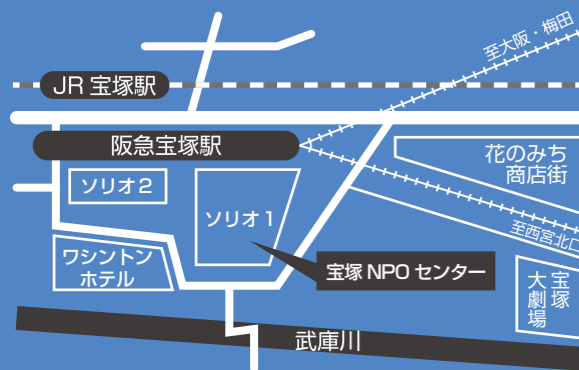 至大阪・梅田
JR 宝塚駅
阪急宝塚駅
花のみち
商店街
ソリオ2
ソリオ1
至西宮北口
ワシントン
ホテル
宝塚 NPO センター
宝塚
大劇場
武庫川